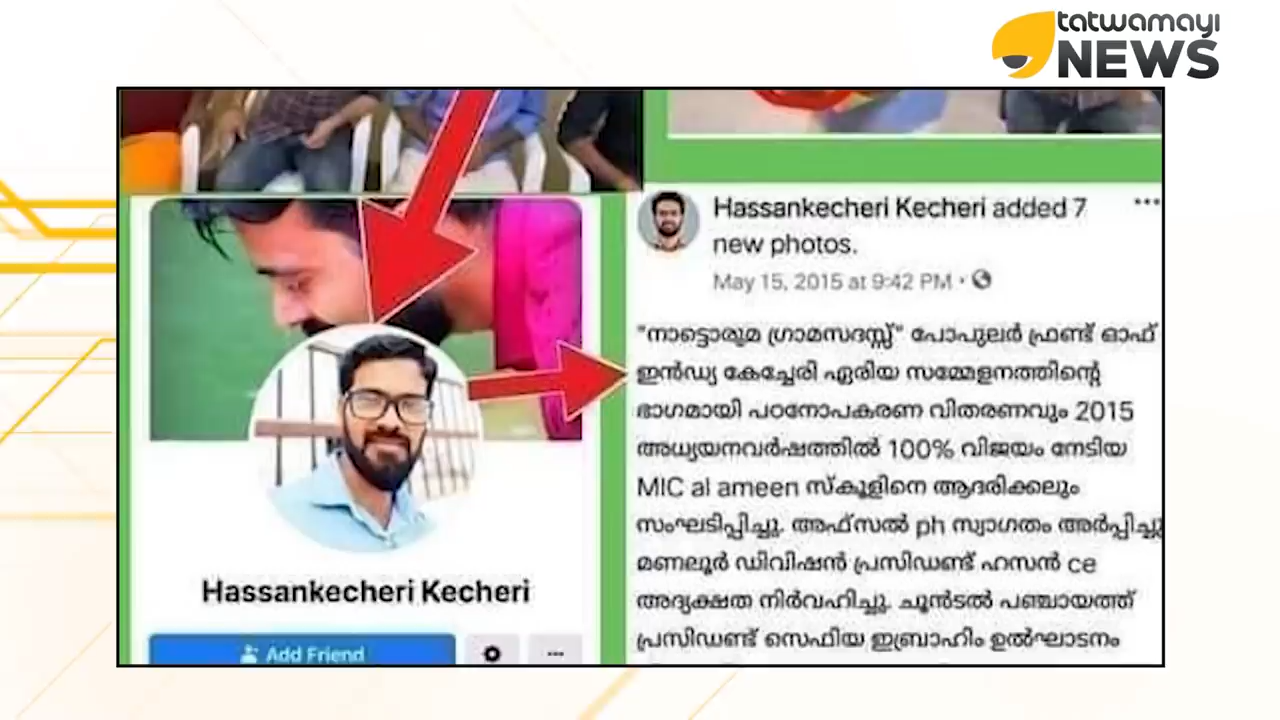 tatwamayi
NEWS
Hassankecheri Kecheri added 7
new photos.
May 15, 2015 at 9:42 PM
"നാട്ടൊരുമ ഗ്രാമസദസ്സ്" പോപുലർ ഫ്രണ്ട് ഓഫ്
ഇൻഡ്യ കേച്ചേരി ഏരിയ സമ്മേളനത്തിന്റെ
ഭാഗമായി പഠനോപകരണ വിതരണവും 2015
അധ്യയനവർഷത്തിൽ 100% വിജയം നേടിയ
MIC al ameen സ്കൂളിനെ ആദരിക്കലും
സംഘടിപ്പിച്ചു. അഫ്സൽ ph സ്വാഗതം അർപ്പിച്ചു
മണലൂർ ഡിവിഷൻ പ്രസിഡണ്ട് ഹസൻ ce
അദ്യക്ഷത നിർവഹിച്ചു. ചൂൻടൽ പഞ്ചായത്ത്
പ്രസിഡണ്ട് സെഫിയ ഇബ്രാഹിം ഉൽഘാടനം
Hassankecheri Kecheri
Add Friend